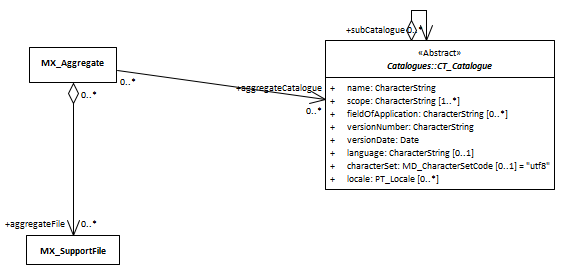 +subCatalogue 0..*
«Abstract»
MX_Aggregate
Catalogues::CT_Catalogue
0..*
0..*
+aggregateCatalogue
0..*
+ name: CharacterString
+ scope: CharacterString [1..*]
+ fieldOfApplication: CharacterString [0..*]
+ versionNumber: CharacterString
+ versionDate: Date
+ language: CharacterString [0..1]
+ characterSet: MD_CharacterSetCode [0..1] = "utf8"
+ locale: PT_Locale [0..*]
+aggregateFile 0..*
MX_SupportFile